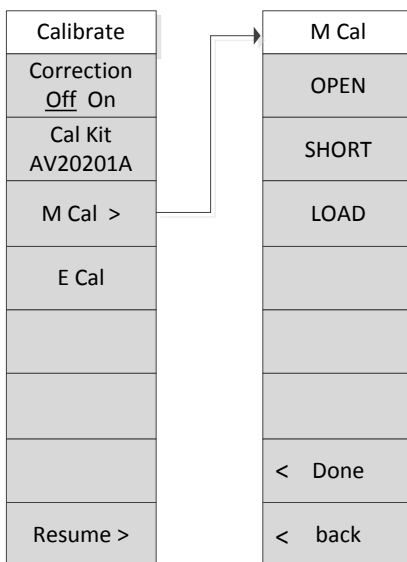 Calibrate
Correction
Off On
Cal Kit
AV20201A
M Cal >
E Cal
Resume >
M Cal
OPEN
SHORT
LOAD
< Done
< back